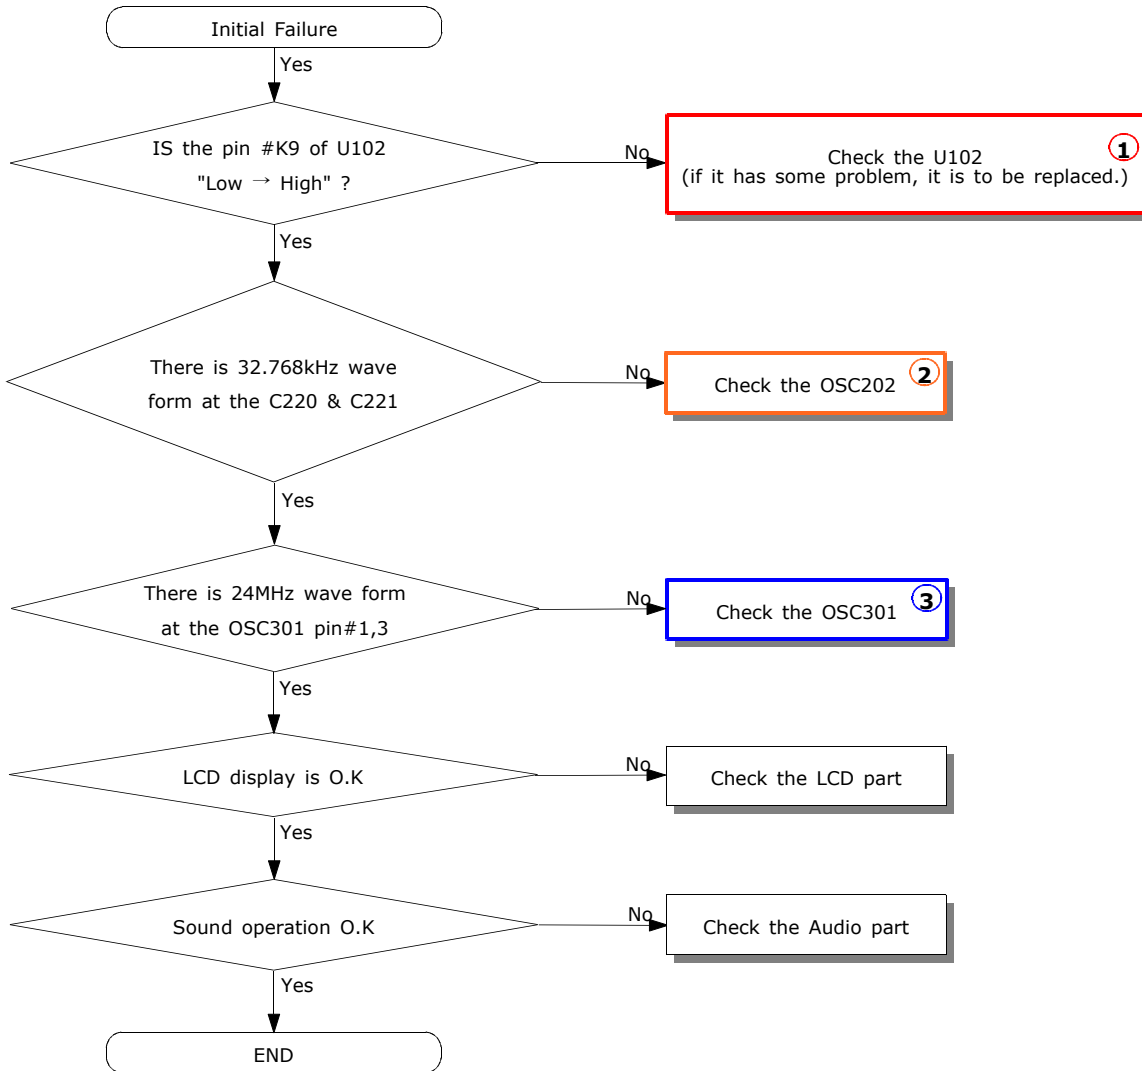 Initial Failure
Yes
IS the pin #K9 of U102
"Low → High" ?
No
Check the U102
(if it has some problem, it is to be replaced.)
1
Yes
There is 32.768kHz wave
form at the C220 & C221
No
Check the OSC202
2
Yes
There is 24MHz wave form
at the OSC301 pin#1,3
No
Check the OSC301
3
Yes
LCD display is O.K
No
Check the LCD part
Yes
Sound operation O.K
No
Check the Audio part
Yes
END